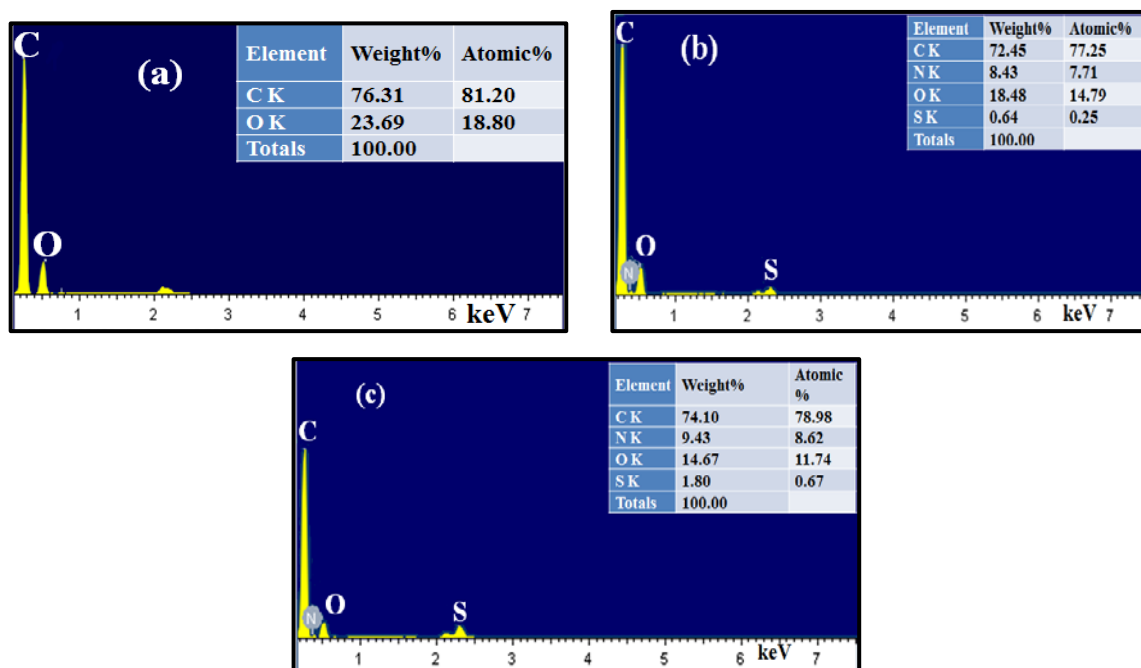 C
(a)
Element Weight% Atomic%
C K 76.31 81.20
O K 23.69 18.80
Totals 100.00
O
1 2 3 4 5 6 keV 7
C
(b)
Element Weight% Atomic%
C K 72.45 77.25
N K 8.43 7.71
O K 18.48 14.79
S K 0.64 0.25
Totals 100.00
N O S
1 2 3 4 5 6 keV 7
(c)
C
Element Weight% Atomic
%
C K 74.10 78.98
N K 9.43 8.62
O K 14.67 11.74
S K 1.80 0.67
Totals 100.00
N O S
1 2 3 4 5 6 keV 7